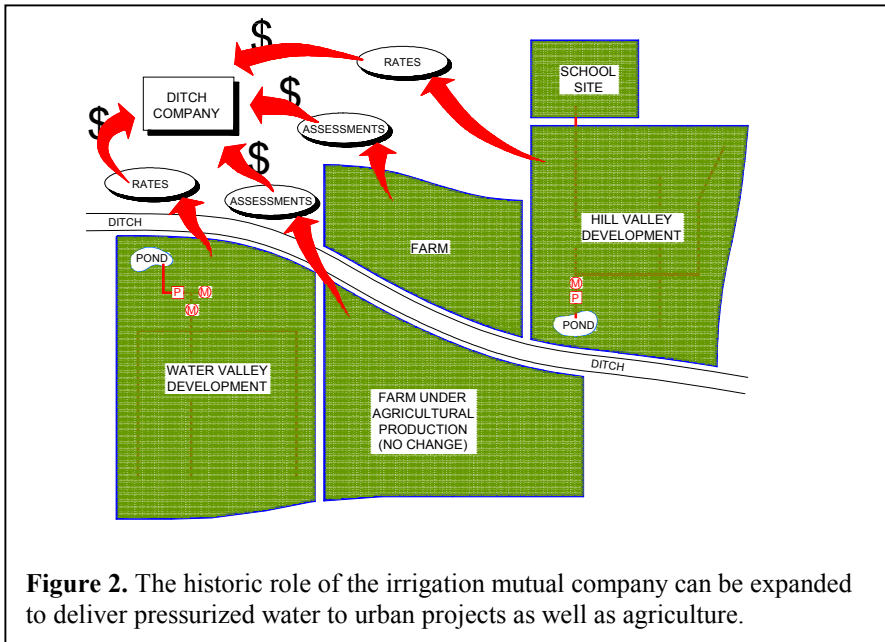 $
RATES
SCHOOL
SITE
DITCH
COMPANY
$
$
ASSESSMENTS
$
RATES
ASSESSMENTS
DITCH
HILL VALLEY
DEVELOPMENT
FARM
POND
P
M
M
M
P
POND
DITCH
WATER VALLEY
DEVELOPMENT
FARM UNDER
AGRICULTURAL
PRODUCTION
(NO CHANGE)
Figure 2. The historic role of the irrigation mutual company can be expanded
to deliver pressurized water to urban projects as well as agriculture.